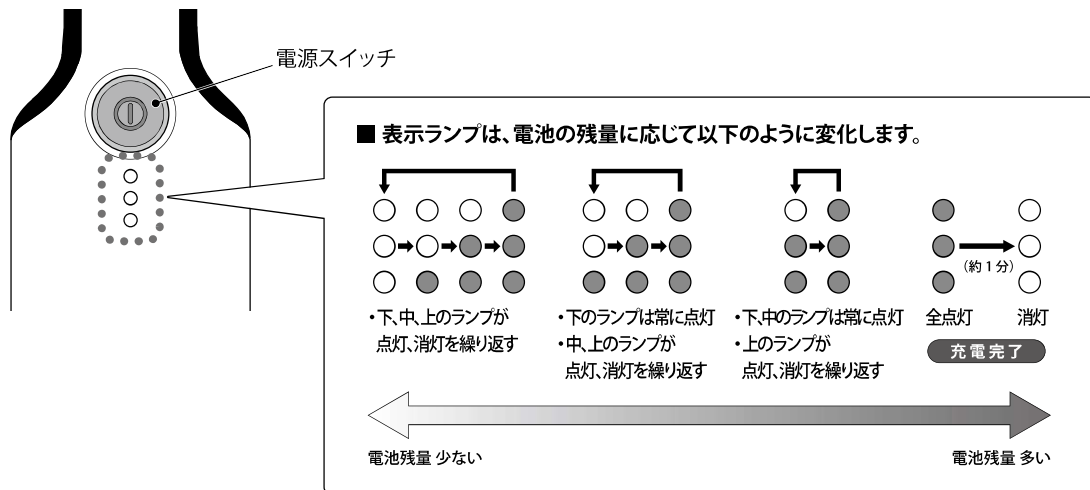 電源スイッチ
■ 表示ランプは、電池の残量に応じて以下のように変化します。
・下、中、上のランプが
点灯、消灯を繰り返す
・下のランプは常に点灯
・中、上のランプが
点灯、消灯を繰り返す
・下、中のランプは常に点灯
・上のランプが
点灯、消灯を繰り返す
(約1分)
全点灯
消灯
充電完了
電池残量 少ない
電池残量 多い